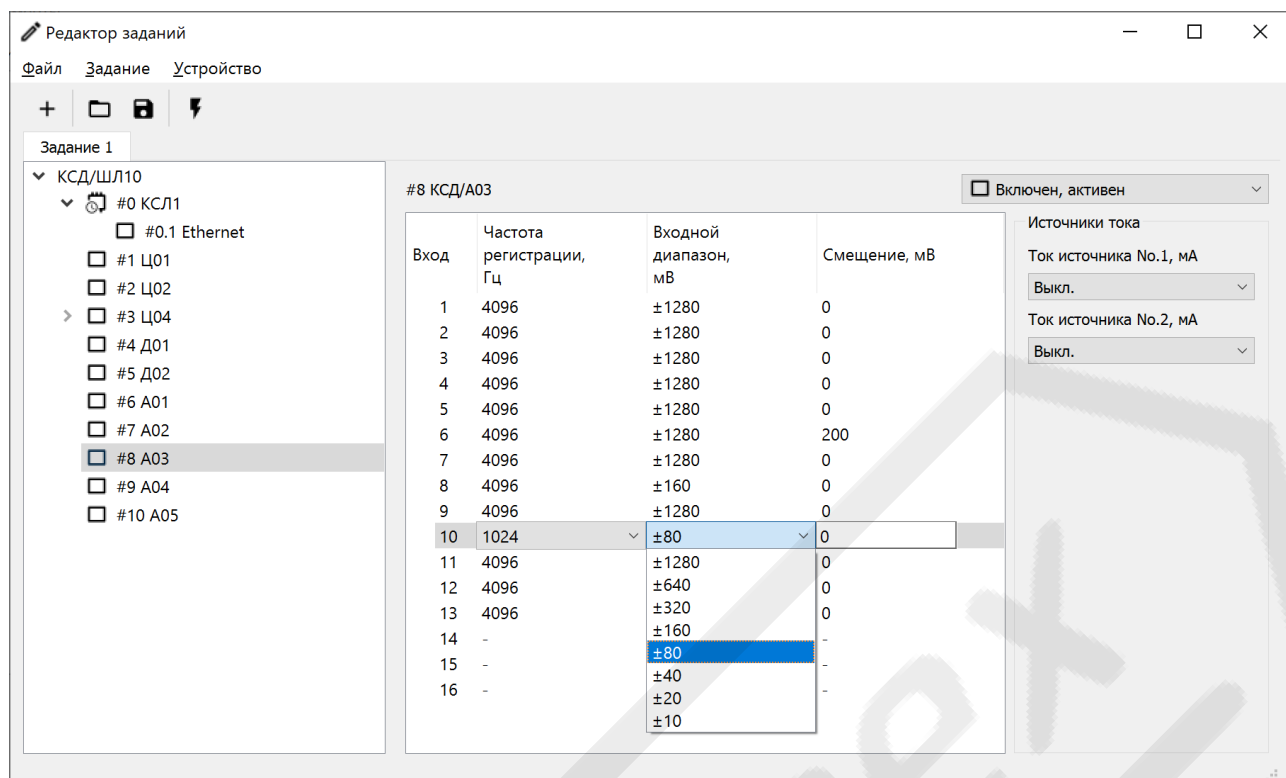 Редактор заданий
Файл Задание Устройство
Задание 1
КСД/ШЛ10
#0 КСЛ1
#0.1 Ethernet
#1 Ц01
#2 Ц02
#3 Ц04
#4 Д01
#5 Д02
#6 А01
#7 А02
#8 А03
#9 А04
#10 А05
#8 КСД/А03
Включен, активен
Вход Частота регистрации, Гц Входной диапазон, мВ Смещение, мВ
1 4096 ±1280 0
2 4096 ±1280 0
3 4096 ±1280 0
4 4096 ±1280 0
5 4096 ±1280 0
6 4096 ±1280 200
7 4096 ±1280 0
8 4096 ±160 0
9 4096 ±1280 0
10 1024 ±80 0
11 4096 0
12 4096 0
13 4096 0
14 - -
15 - -
16 - -
±1280
±640
±320
±160
±80
±40
±20
±10
Источники тока
Ток источника No.1, мА
Выкл.
Ток источника No.2, мА
Выкл.